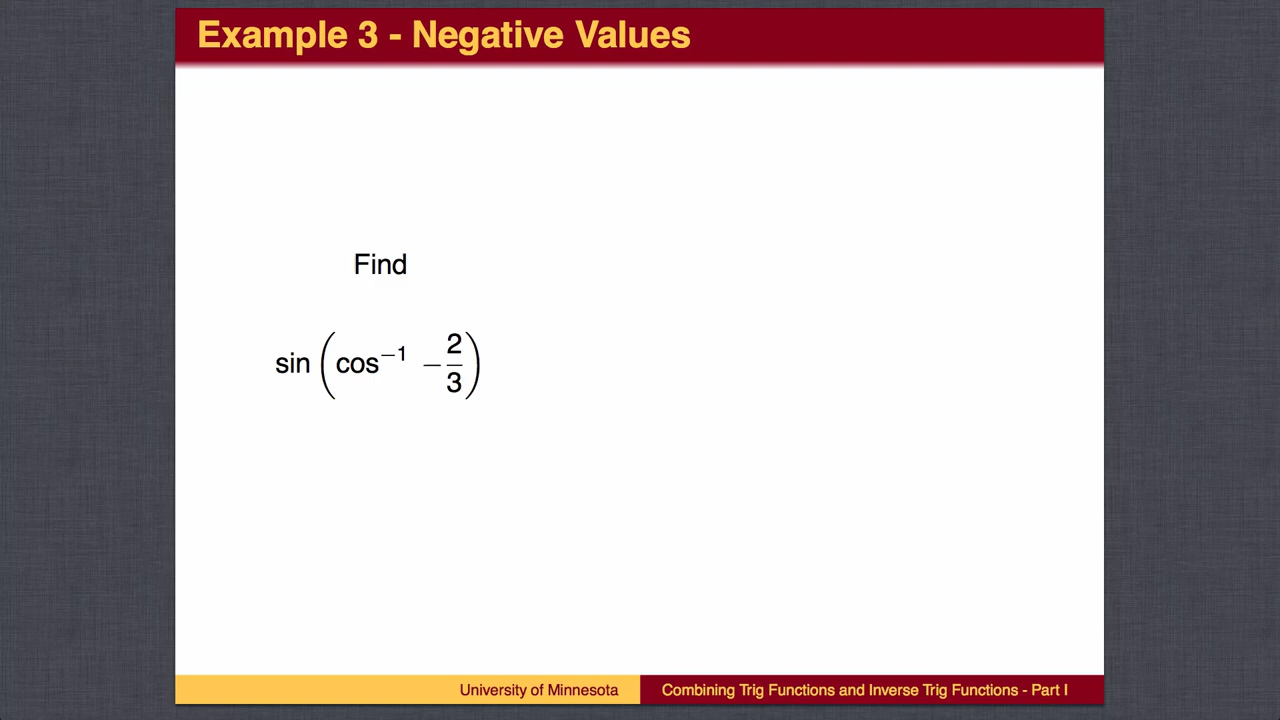 Example 3 - Negative Values
Find
sin (cos⁻¹ −2/3)
University of Minnesota
Combining Trig Functions and Inverse Trig Functions - Part I